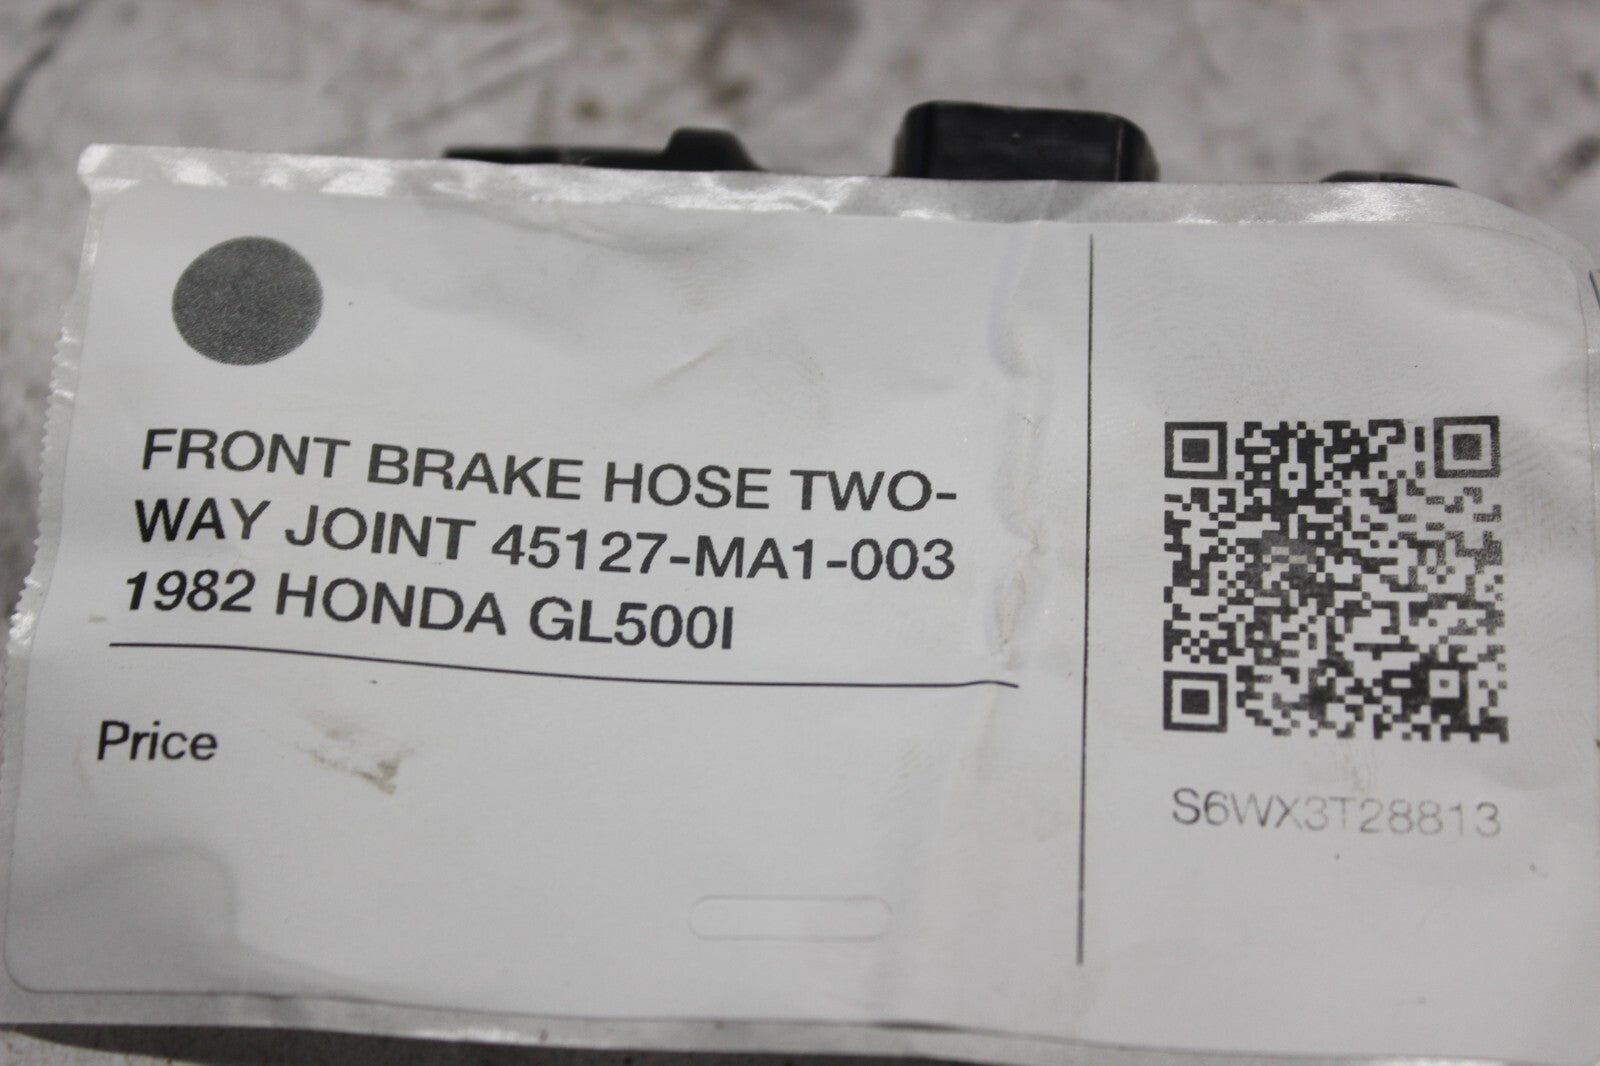 FRONT BRAKE HOSE TWO-
WAY JOINT 45127-MA1-003
1982 HONDA GL500I
Price
S6WX3T28813